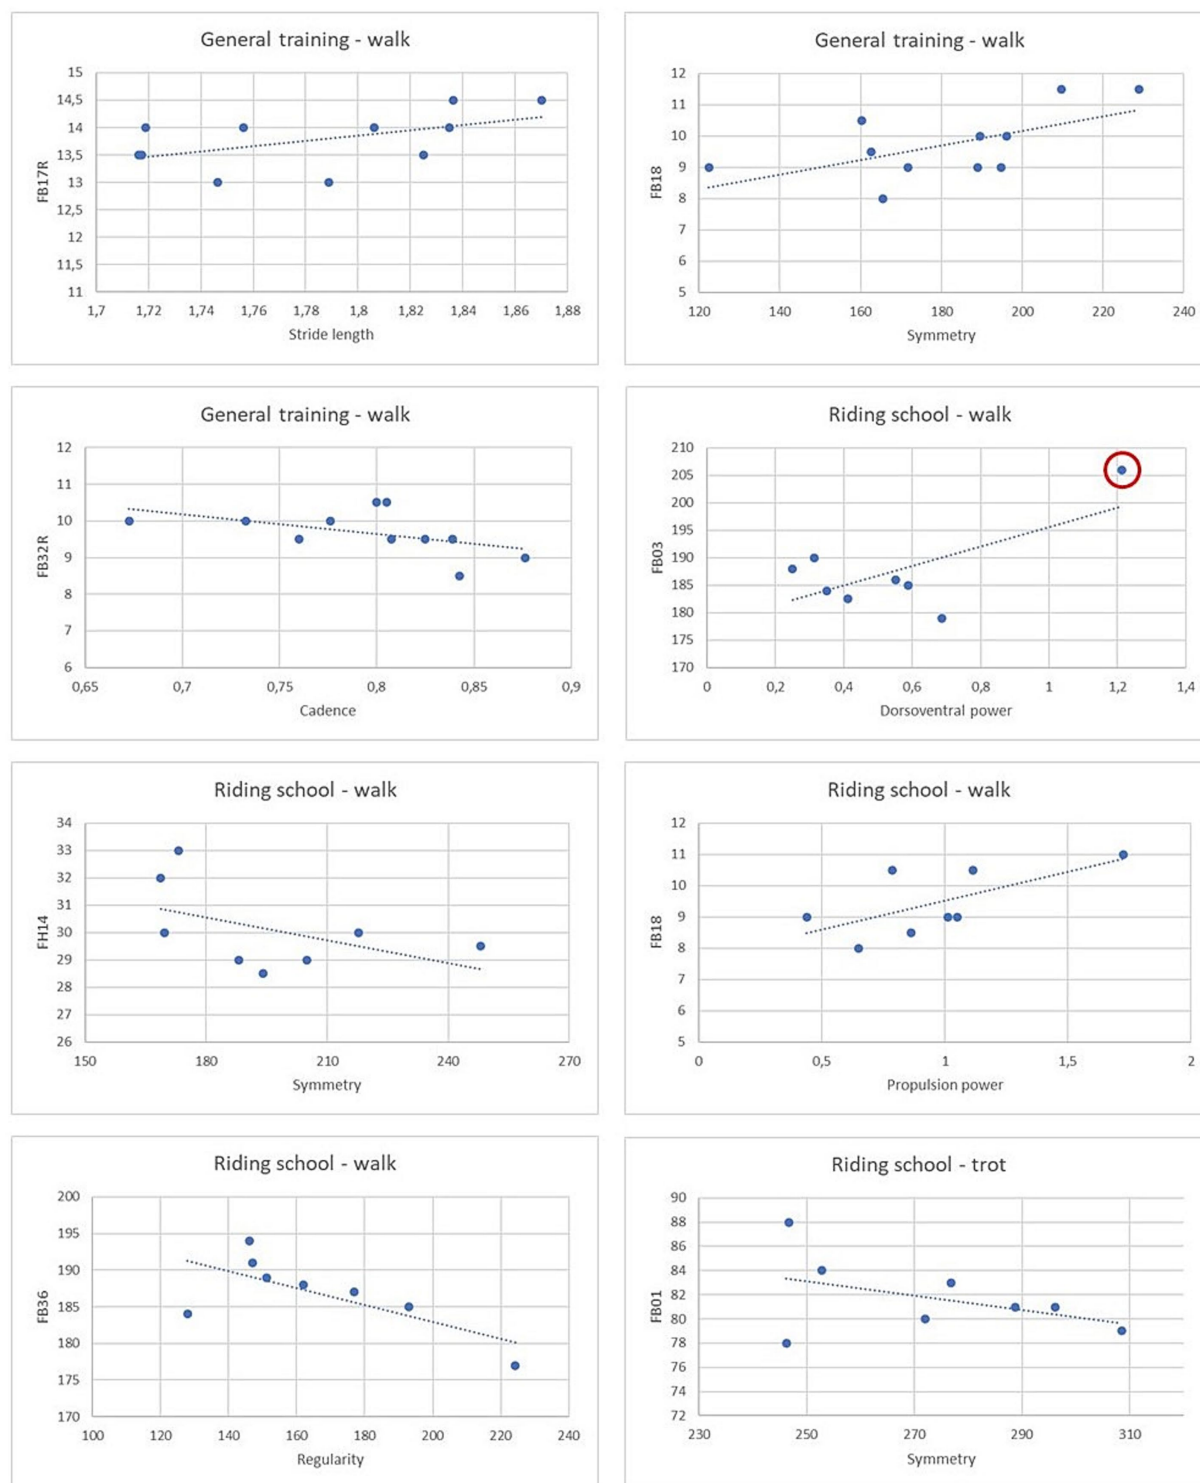 General training - walk
15
14,5
14
13,5
13
12,5
12
11,5
11
FB17R
1,7 1,72 1,74 1,76 1,78 1,8 1,82 1,84 1,86 1,88
Stride length
General training - walk
12
11
10
9
8
7
6
5
FB18
120 140 160 180 200 220 240
Symmetry
General training - walk
12
11
10
9
8
7
6
FB32R
0,65 0,7 0,75 0,8 0,85 0,9
Cadence
Riding school - walk
210
205
200
195
190
185
180
175
170
FB03
0 0,2 0,4 0,6 0,8 1 1,2 1,4
Dorsoventral power
Riding school - walk
34
33
32
31
30
29
28
27
26
FH14
150 180 210 240 270
Symmetry
Riding school - walk
12
11
10
9
8
7
6
5
FB18
0 0,5 1 1,5 2
Propulsion power
Riding school - walk
200
195
190
185
180
175
170
FB36
100 120 140 160 180 200 220 240
Regularity
Riding school - trot
90
88
86
84
82
80
78
76
74
72
FB01
230 250 270 290 310
Symmetry